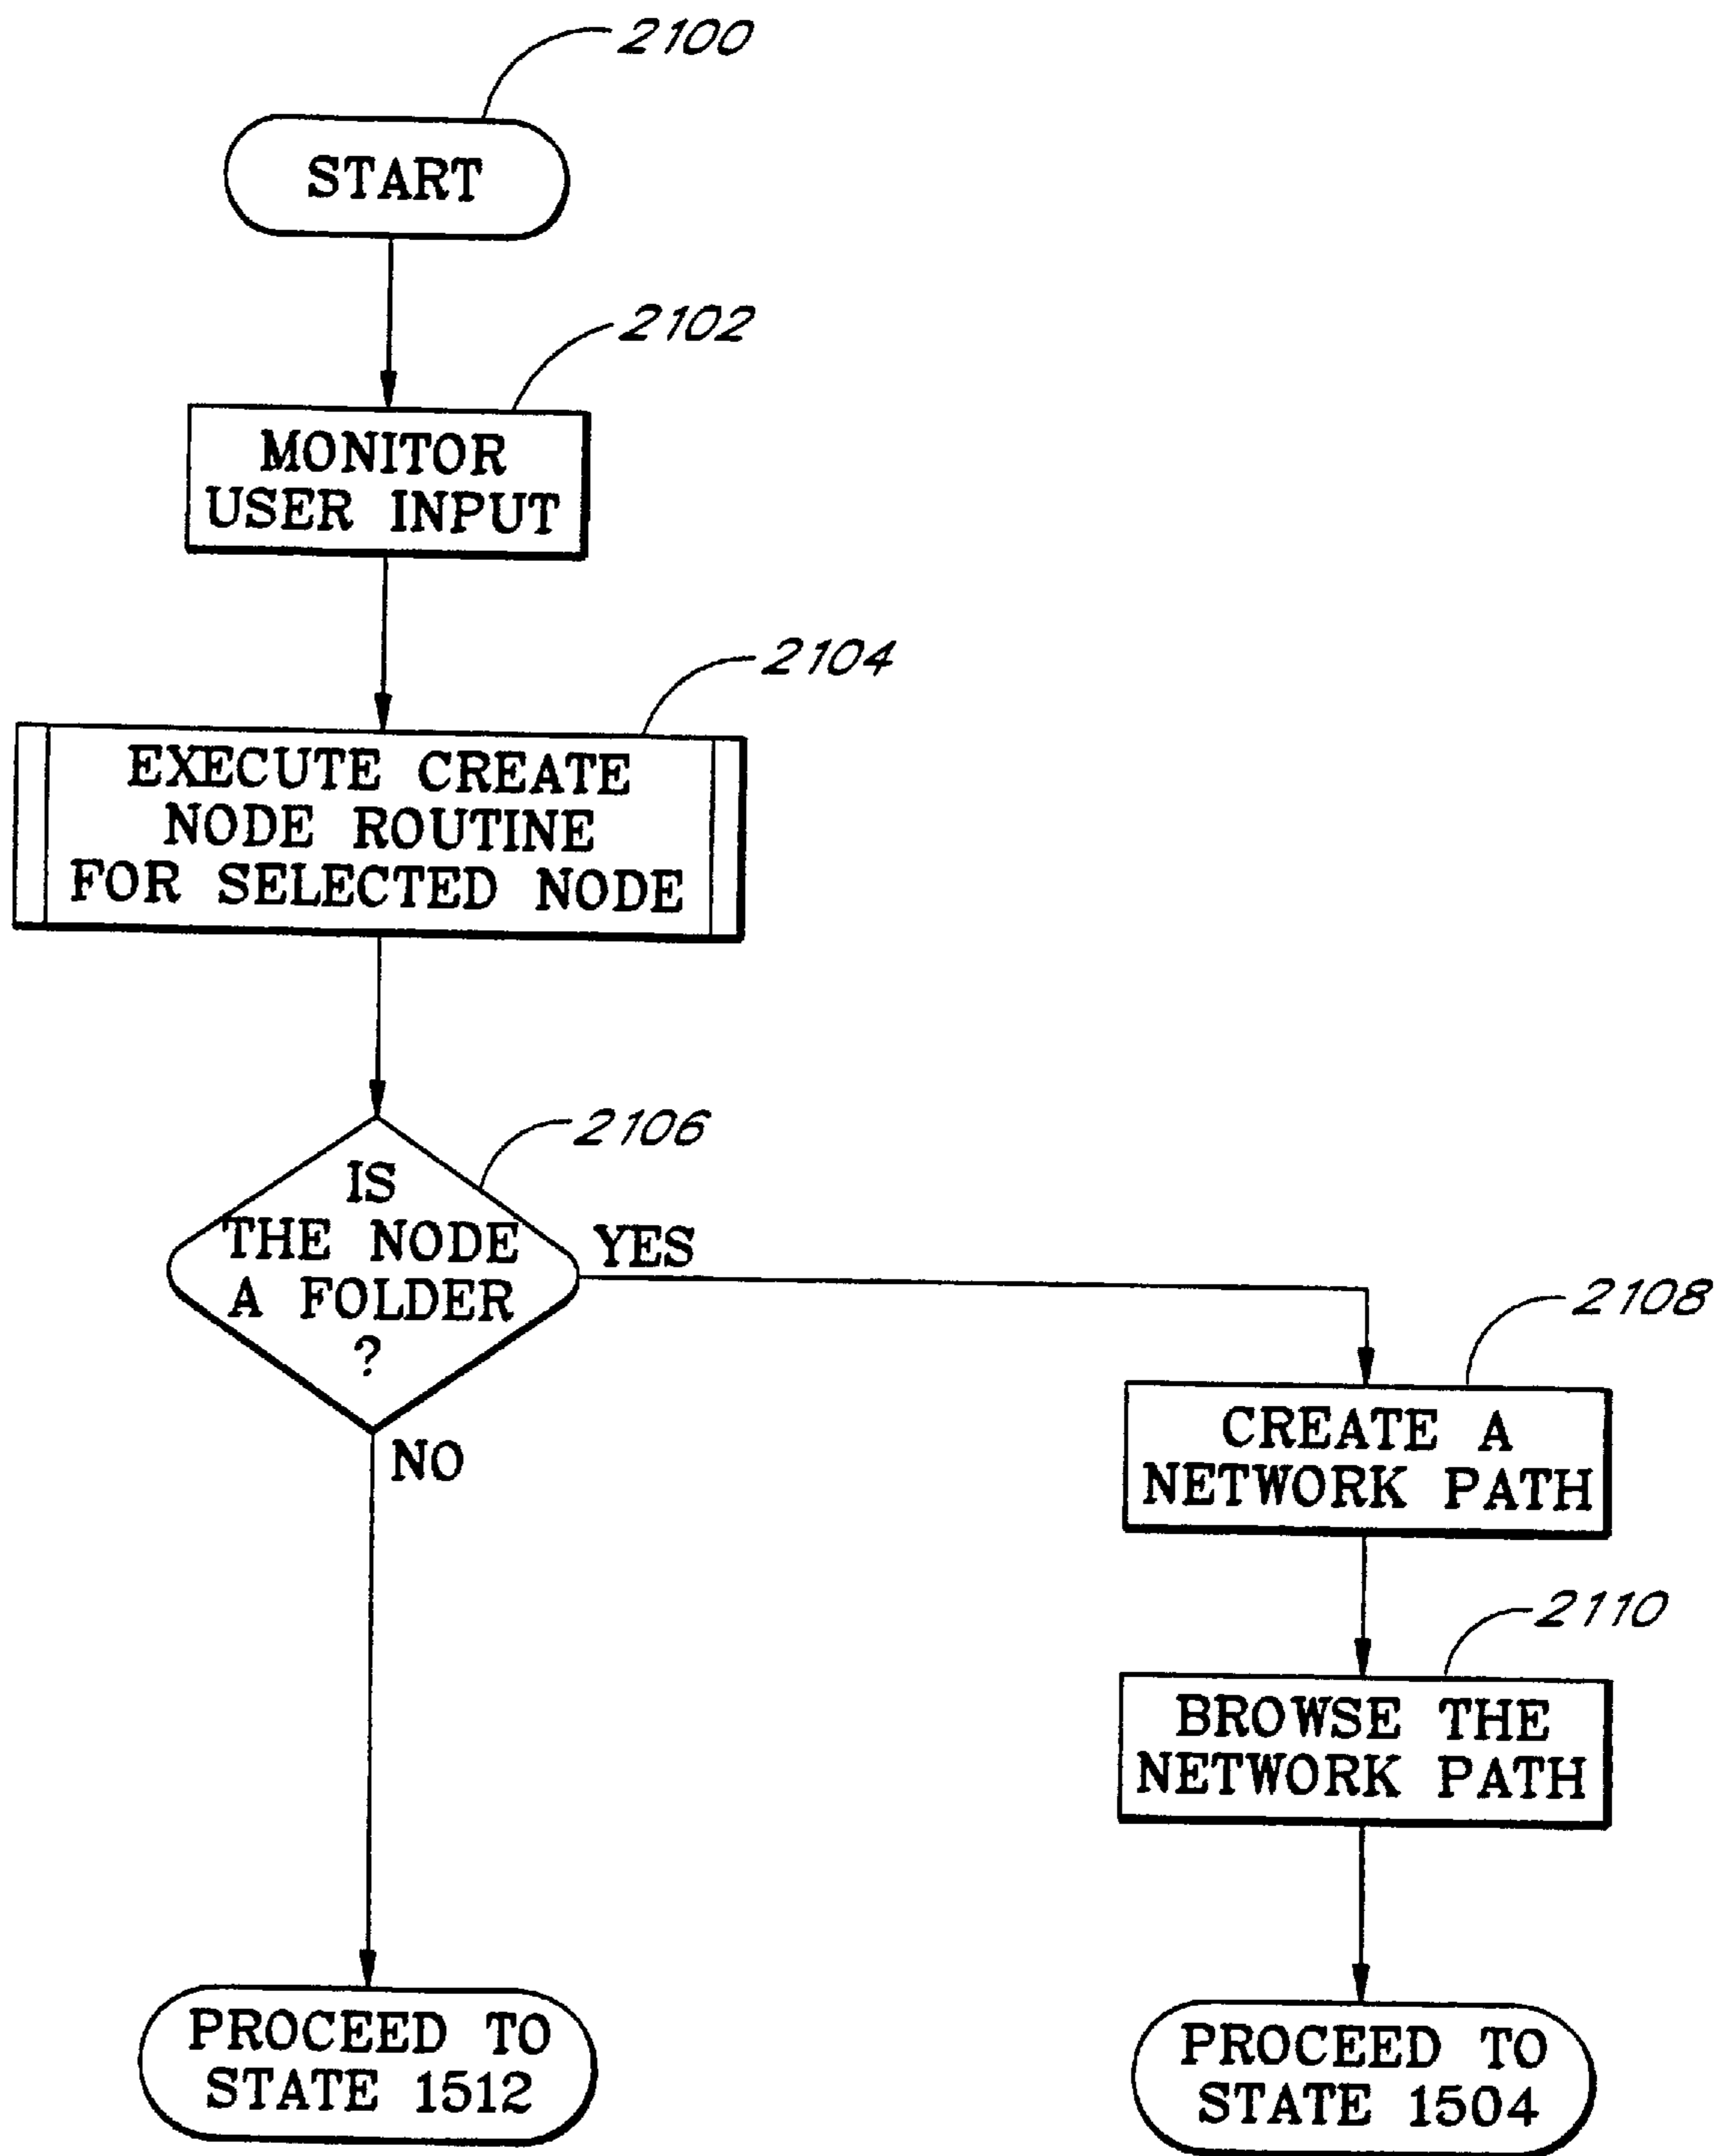 2100
START
2102
MONITOR
USER INPUT
2104
EXECUTE CREATE
NODE ROUTINE
FOR SELECTED NODE
2106
IS
THE NODE
A FOLDER
?
YES
NO
2108
CREATE A
NETWORK PATH
2110
BROWSE THE
NETWORK PATH
PROCEED TO
STATE 1512
PROCEED TO
STATE 1504